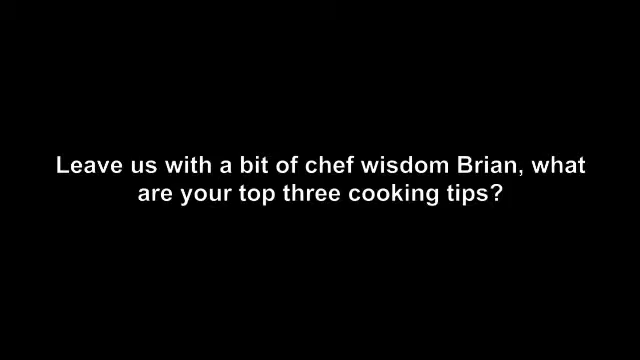 Leave us with a bit of chef wisdom Brian, what
are your top three cooking tips?